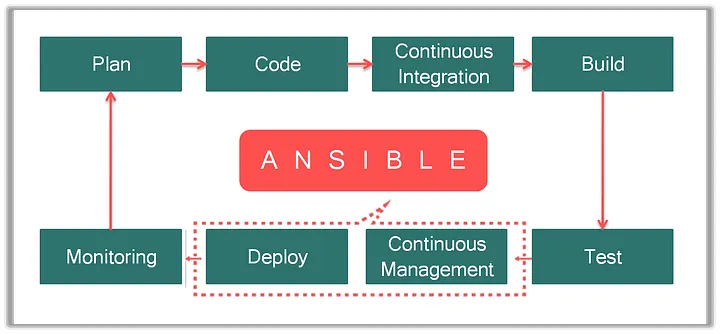 Plan
Code
Continuous
Integration
Build
A N S I B L E
Monitoring
Deploy
Continuous
Management
Test